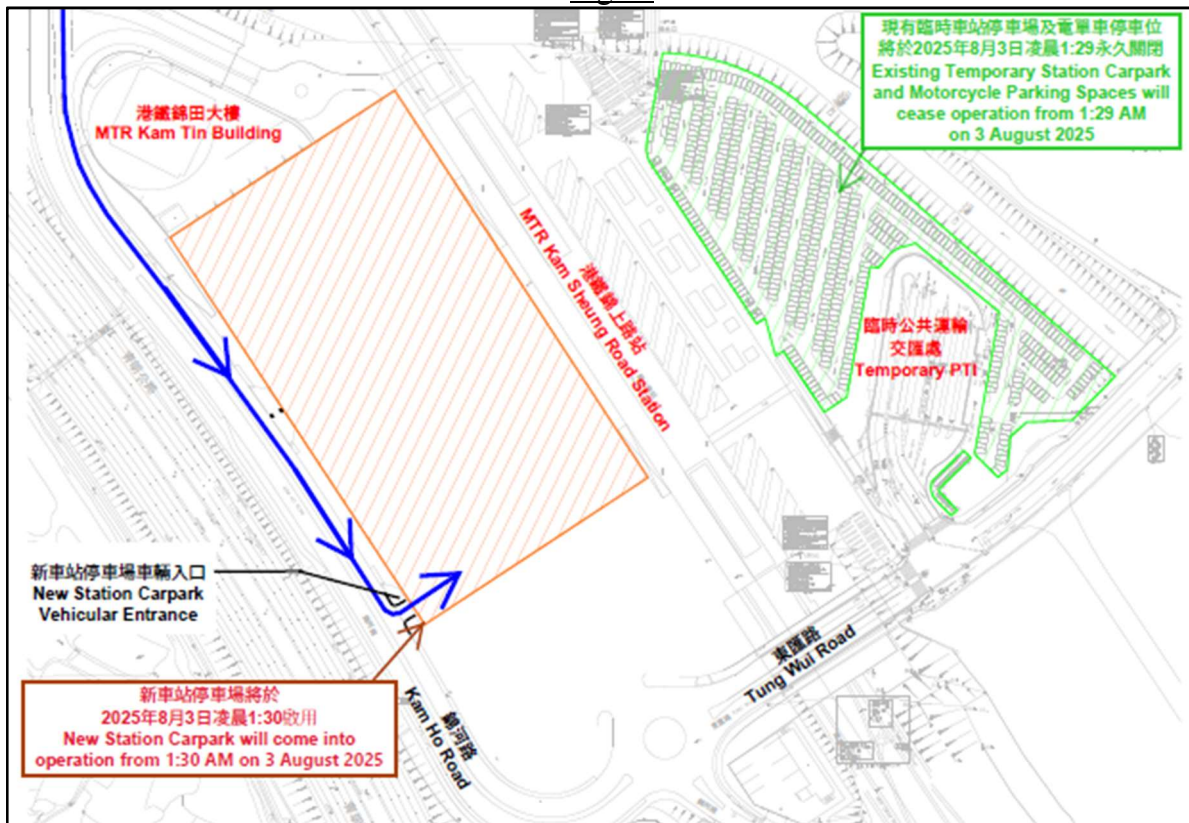 現有臨時車站停車場及電單車停車位
將於2025年8月3日凌晨1:29永久關閉
Existing Temporary Station Carpark
and Motorcycle Parking Spaces will
cease operation from 1:29 AM
on 3 August 2025
港鐵錦田大樓
MTR Kam Tin Building
港鐵錦上路站
MTR Kam Sheung Road Station
臨時公共運輸
交匯處
Temporary PTI
新車站停車場車輛入口
New Station Carpark
Vehicular Entrance
東匯路
Tung Wui Road
錦河路
Kam Ho Road
新車站停車場將於
2025年8月3日凌晨1:30啟用
New Station Carpark will come into
operation from 1:30 AM on 3 August 2025